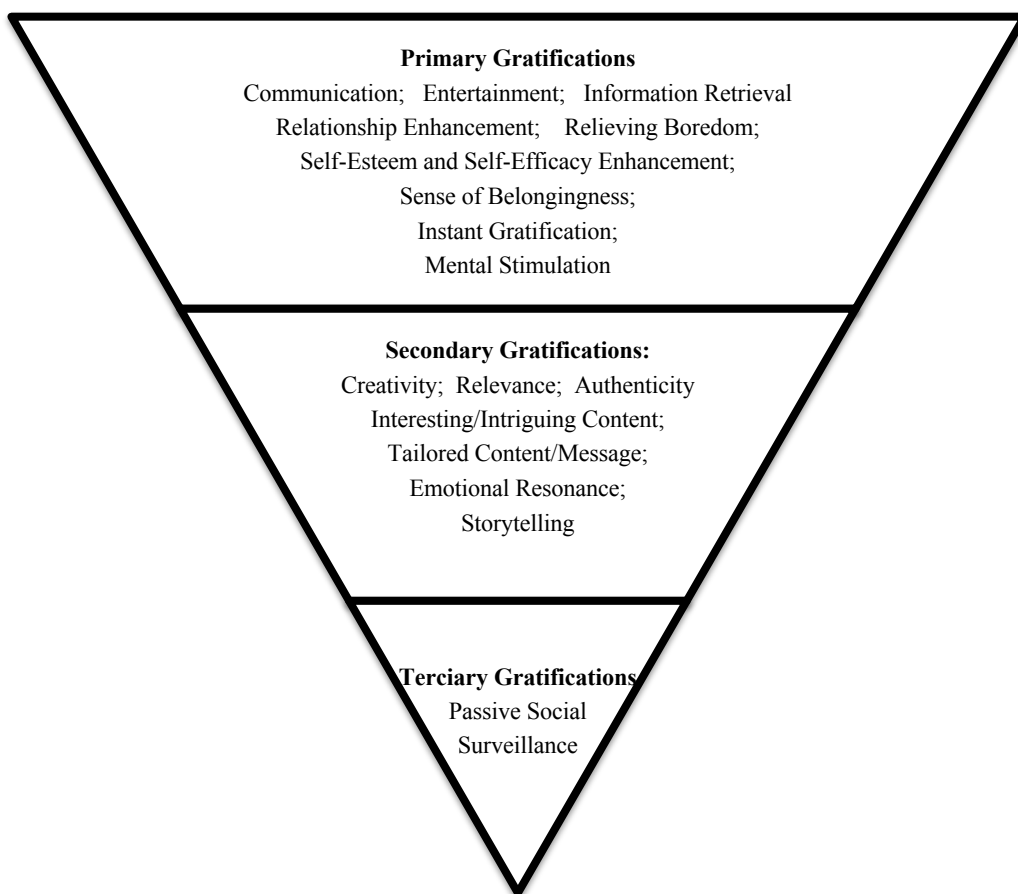 Primary Gratifications
Communication; Entertainment; Information Retrieval
Relationship Enhancement; Relieving Boredom;
Self-Esteem and Self-Efficacy Enhancement;
Sense of Belongingness;
Instant Gratification;
Mental Stimulation
Secondary Gratifications:
Creativity; Relevance; Authenticity
Interesting/Intriguing Content;
Tailored Content/Message;
Emotional Resonance;
Storytelling
Terciary Gratifications
Passive Social
Surveillance